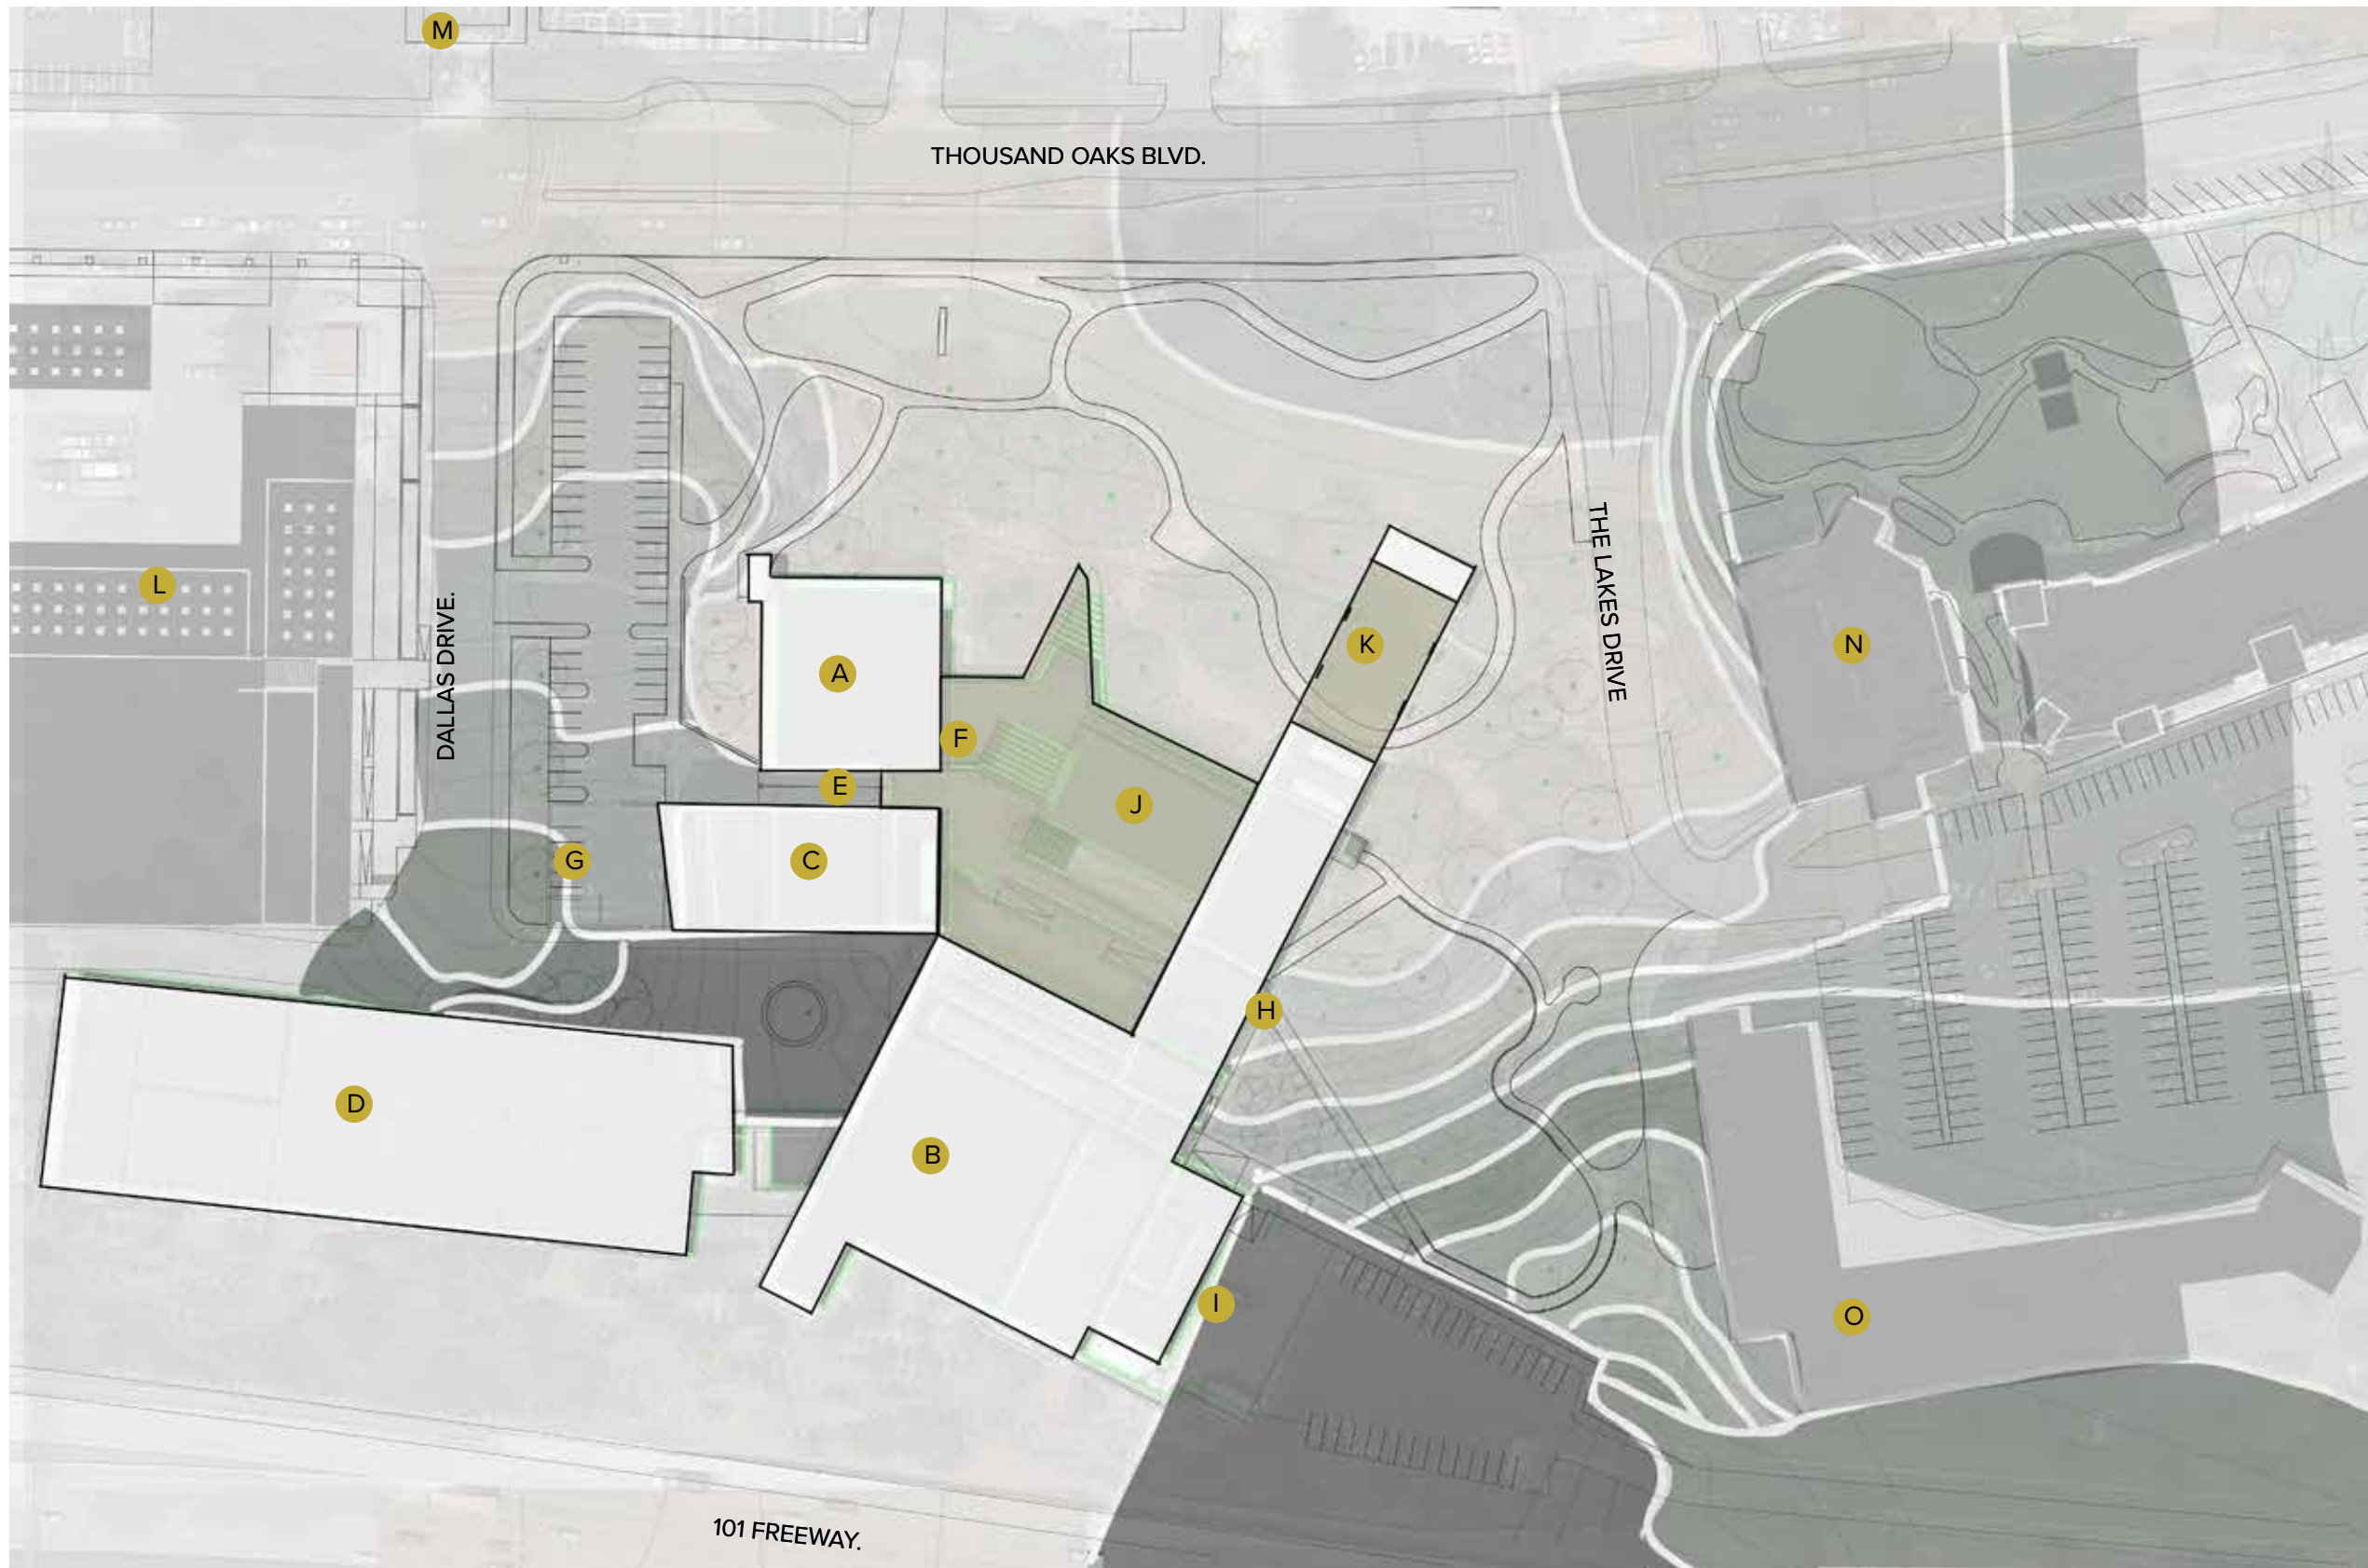 M
THOUSAND OAKS BLVD.
L
DALLAS DRIVE.
THE LAKES DRIVE
A
K
N
F
E
J
C
G
H
D
B
I
O
101 FREEWAY.